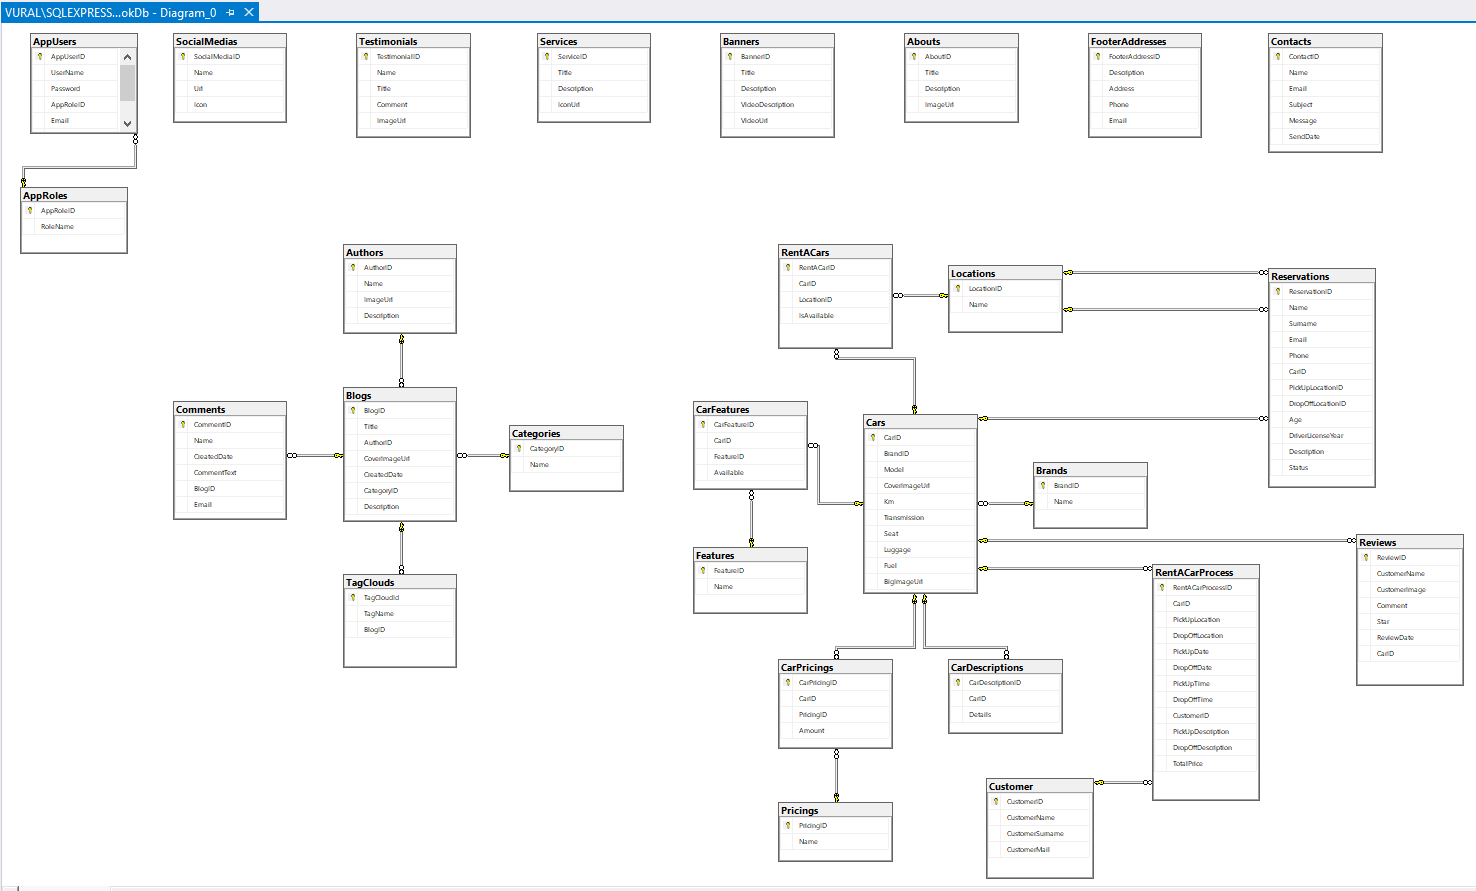 VURAL\SQLEXPRESS...okDb - Diagram_0
AppUsers
AppUserID
UserName
Password
AppRoleID
Email
SocialMedias
SocialMediaID
Name
Url
Icon
Testimonials
TestimonialID
Name
Title
Comment
ImageUrl
Services
ServiceID
Title
Description
IconUrl
Banners
BannerID
Title
Description
VideoDescription
VideoUrl
Abouts
AboutID
Title
Description
ImageUrl
FooterAddresses
FooterAddressID
Description
Address
Phone
Email
Contacts
ContactID
Name
Email
Subject
Message
SendDate
AppRoles
AppRoleID
RoleName
Authors
AuthorID
Name
ImageUrl
Description
RentACars
RentACarID
CarID
LocationID
IsAvailable
Locations
LocationID
Name
Reservations
ReservationID
Name
Surname
Email
Phone
CarID
PickUpLocationID
DropOffLocationID
Age
DriverLicenseYear
Description
Status
Comments
CommentID
Name
CreatedDate
CommentText
BlogID
Email
Blogs
BlogID
Title
AuthorID
CoverImageUrl
CreatedDate
CategoryID
Description
Categories
CategoryID
Name
CarFeatures
CarFeatureID
CarID
FeatureID
Available
Cars
CarID
BrandID
Model
CoverImageUrl
Km
Transmission
Seat
Luggage
Fuel
BigImageUrl
Brands
BrandID
Name
Features
FeatureID
Name
Reviews
ReviewID
CustomerName
CustomerImage
Comment
Star
ReviewDate
CarID
TagClouds
TagCloudId
TagName
BlogID
RentACarProcess
RentACarProcessID
CarID
PickUpLocation
DropOffLocation
PickUpDate
DropOffDate
PickUpTime
DropOffTime
CustomerID
PickUpDescription
DropOffDescription
TotalPrice
CarPricings
CarPricingID
CarID
PricingID
Amount
CarDescriptions
CarDescriptionID
CarID
Details
Customer
CustomerID
CustomerName
CustomerSurname
CustomerMail
Pricings
PricingID
Name